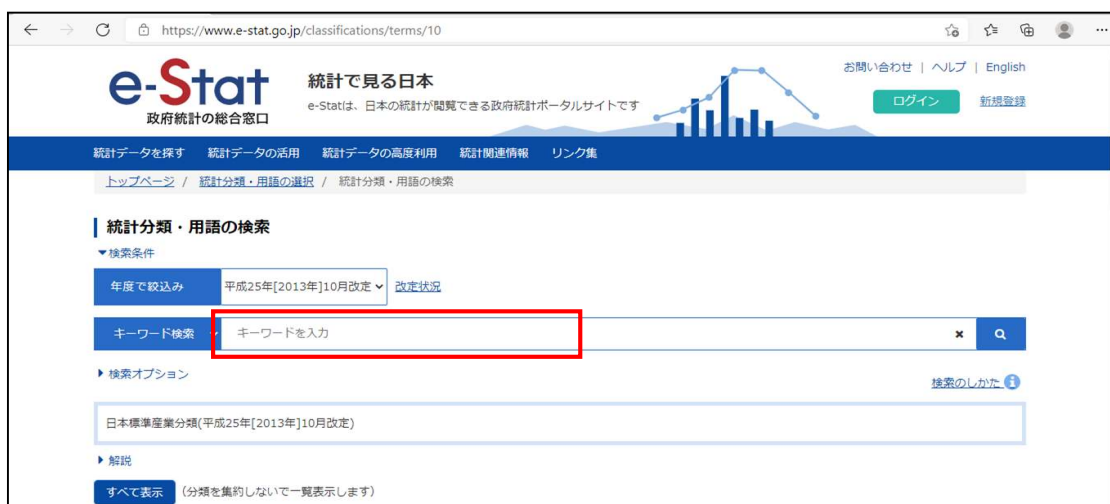 https://www.e-stat.go.jp/classifications/terms/10
e-Stat
政府統計の総合窓口
統計で見る日本
e-Statは、日本の統計が閲覧できる政府統計ポータルサイトです
お問い合わせ | ヘルプ | English
ログイン 新規登録
統計データを探す 統計データの活用 統計データの高度利用 統計関連情報 リンク集
トップページ / 統計分類・用語の選択 / 統計分類・用語の検索
統計分類・用語の検索
検索条件
年度で絞込み 平成25年[2013年]10月改定 改定状況
キーワード検索 キーワードを入力
検索オプション
検索のしかた
日本標準産業分類(平成25年[2013年]10月改定)
解説
すべて表示 (分類を集約しないで一覧表示します)